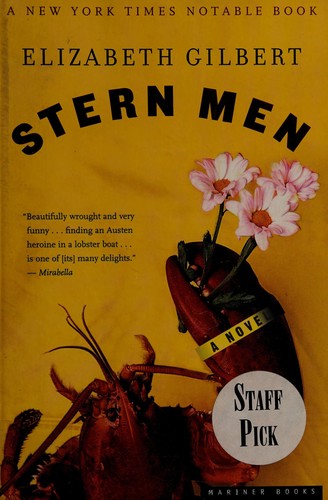 A NEW YORK TIMES NOTABLE BOOK
ELIZABETH GILBERT
STERN MEN
"Beautifully wrought and very
funny . . . finding an Austen
heroine in a lobster boat . . .
is one of [its] many delights."
— Mirabella
A NOVEL
STAFF
PICK
MARINER BOOKS